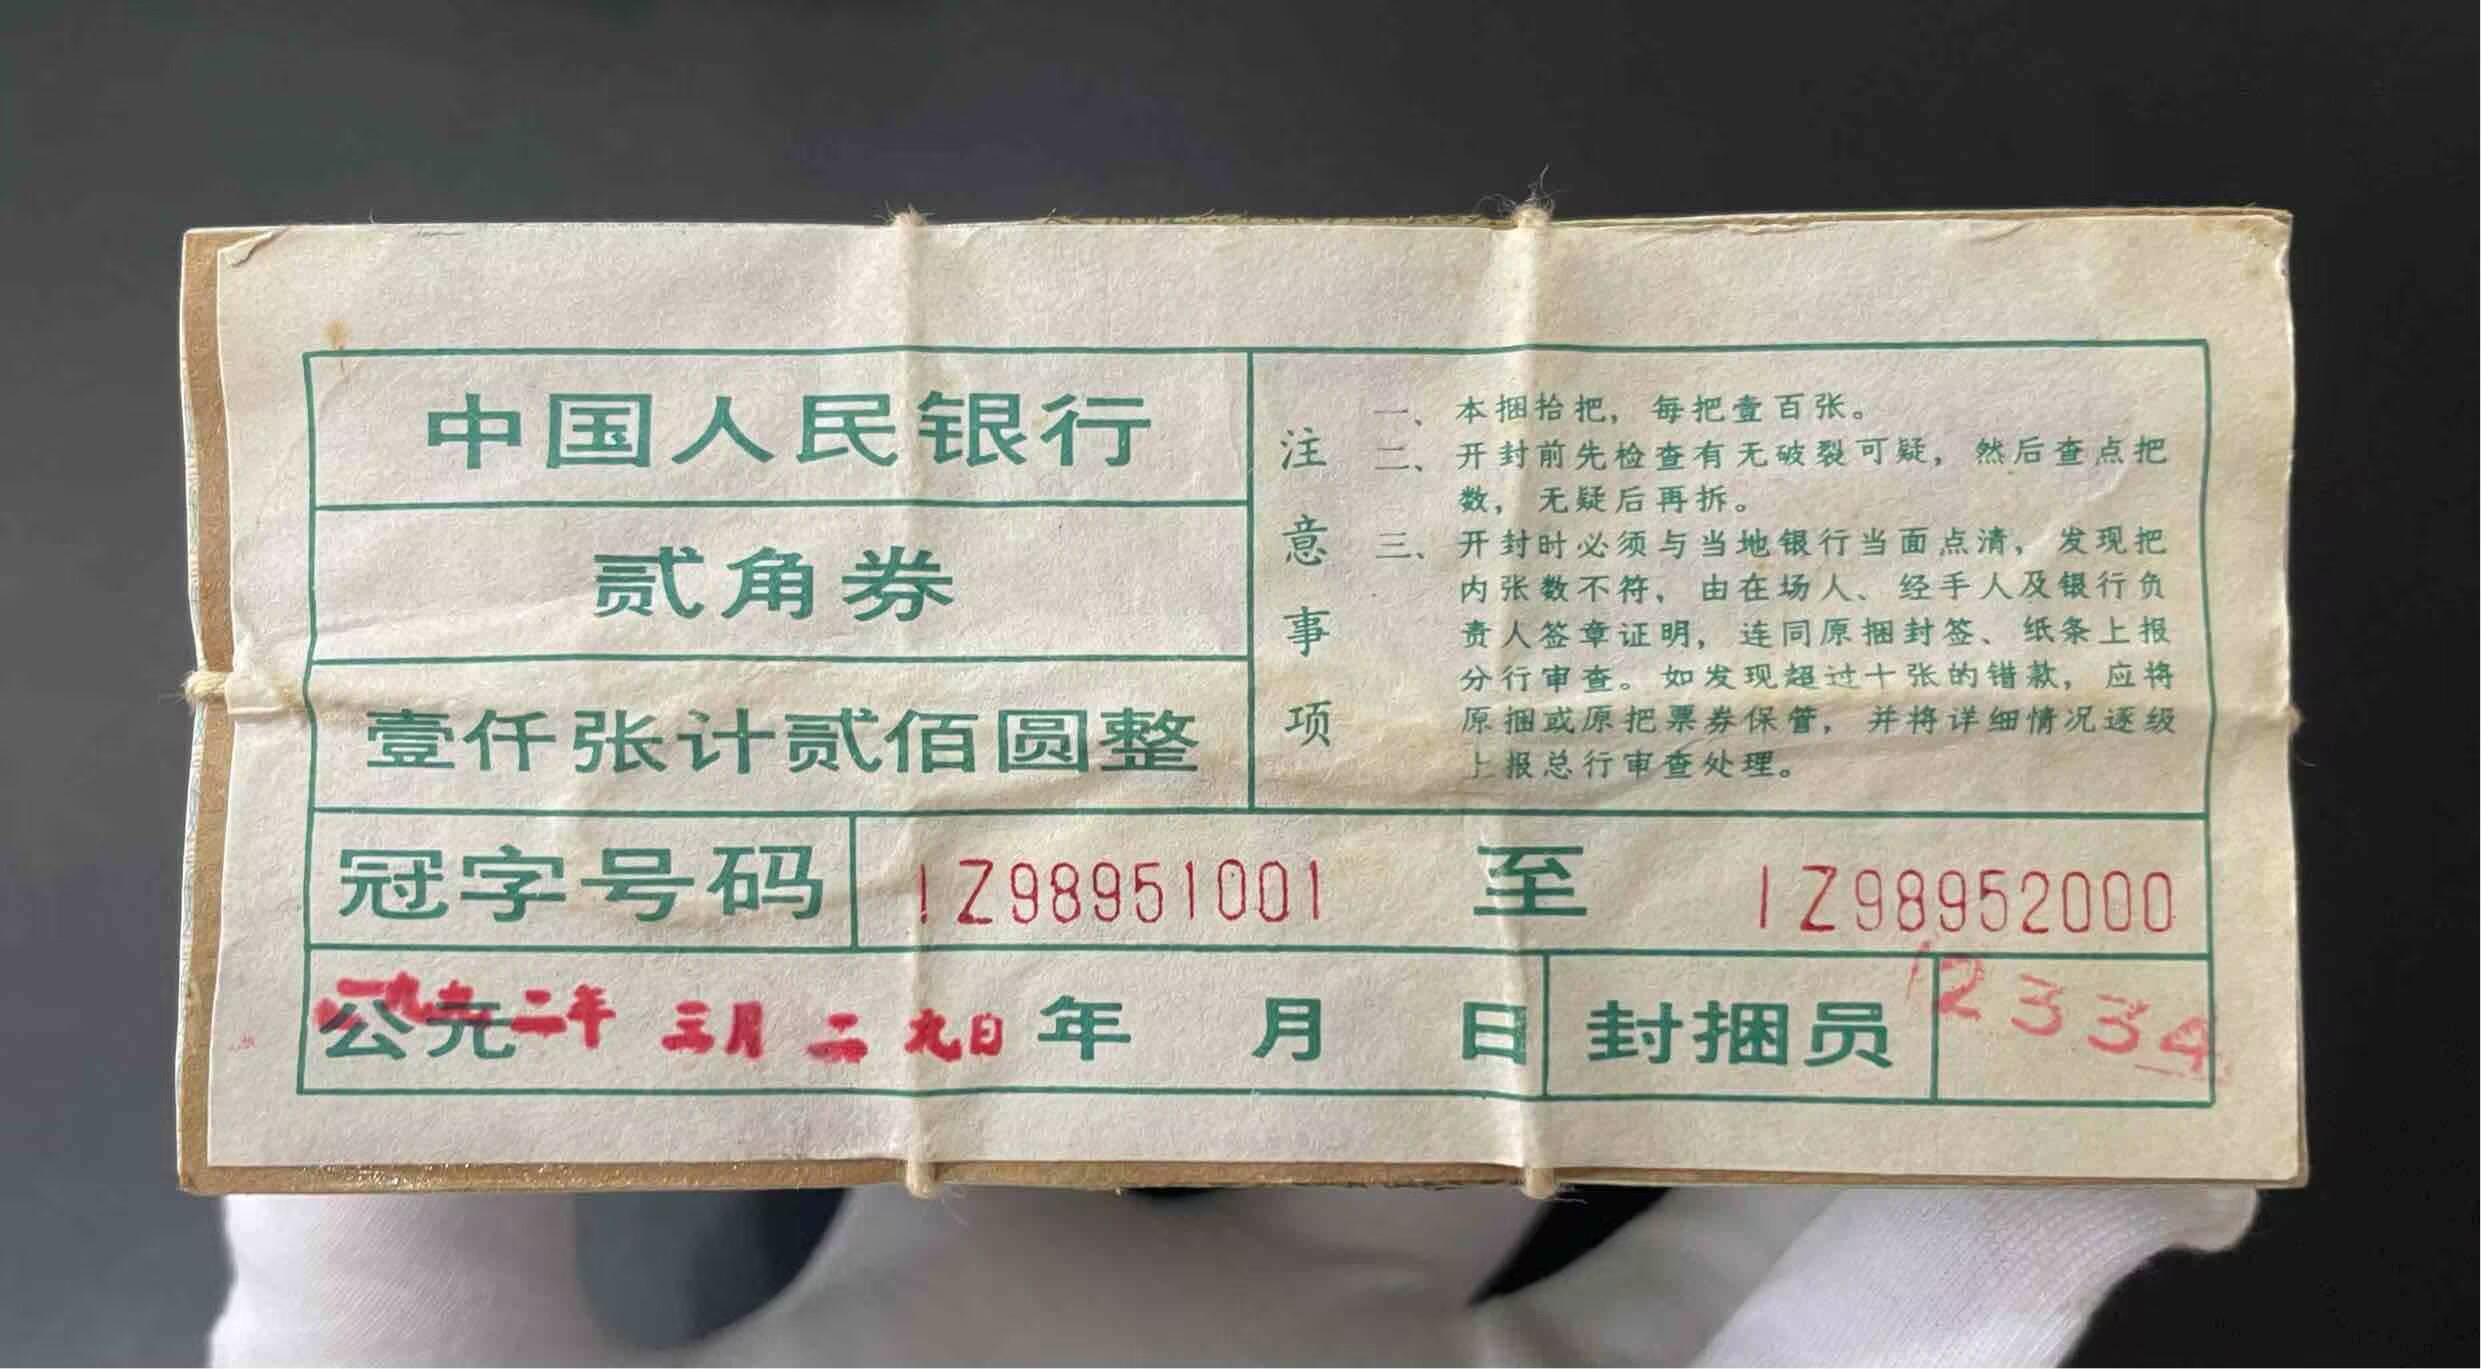 中国人民银行
贰角券
壹仟张计贰佰圆整
注意事项
一、本捆拾把，每把壹百张。
二、开封前先检查有无破裂可疑，然后查点把
数，无疑后再拆。
三、开封时必须与当地银行当面点清，发现把
内张数不符，由在场人、经手人及银行负
责人签章证明，连同原捆封签、纸条上报
分行审查。如发现超过十张的错款，应将
原捆或原把票券保管，并将详细情况逐级
上报总行审查处理。
冠字号码 IZ98951001 至 IZ98952000
公元 二年 三月 二九日 年 月 日 封捆员 12334